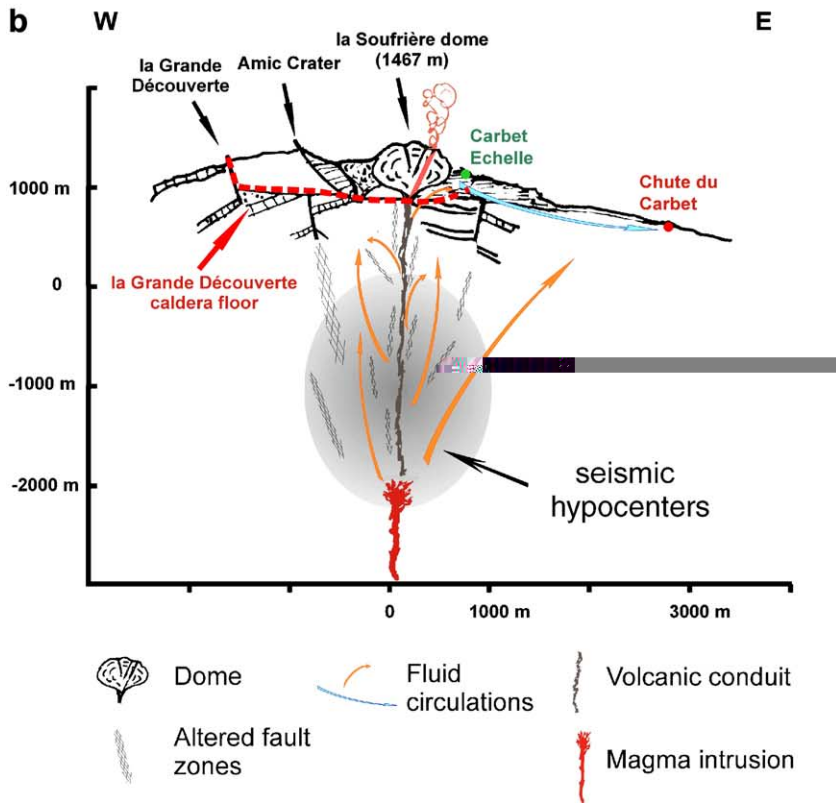 b
W
E
la Soufrière dome
(1467 m)
la Grande
Découverte
Amic Crater
Carbet
Echelle
Chute du
Carbet
1000 m
la Grande Découverte
caldera floor
0
-1000 m
-2000 m
seismic
hypocenters
0
1000 m
3000 m
Dome
Fluid
circulations
Volcanic conduit
Altered fault
zones
Magma intrusion